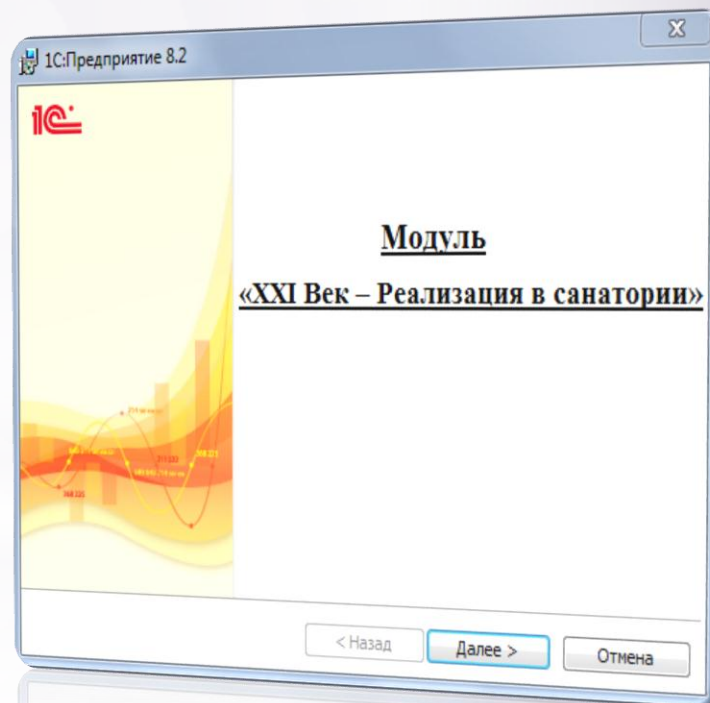 1С:Предприятие 8.2
1С
Модуль
«XXI Век – Реализация в санатории»
< Назад
Далее >
Отмена